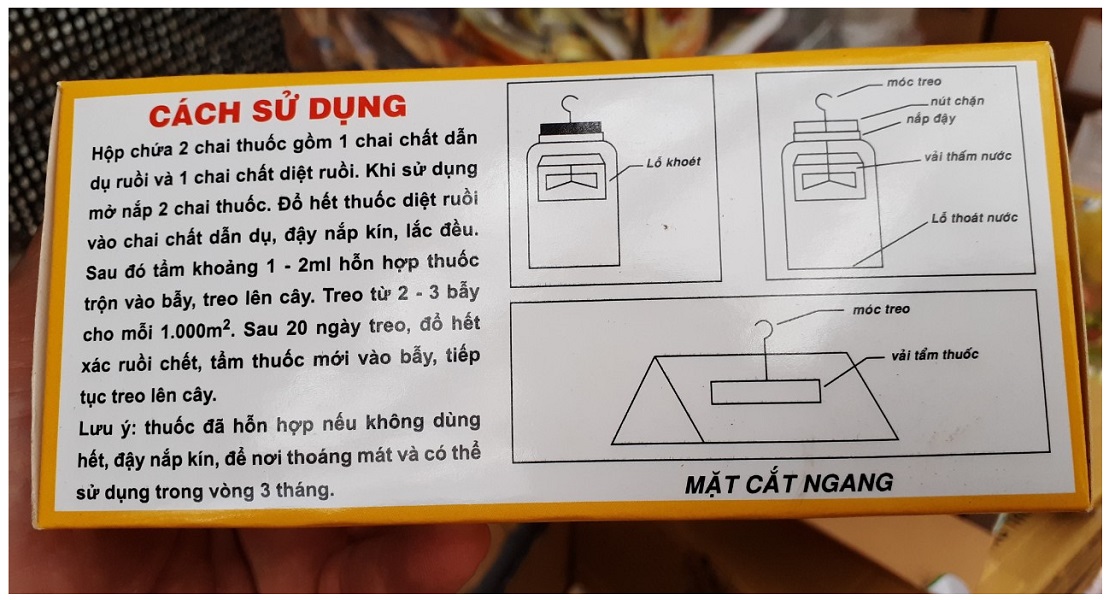 CÁCH SỬ DỤNG
Hộp chứa 2 chai thuốc gồm 1 chai chất dẫn
dụ ruồi và 1 chai chất diệt ruồi. Khi sử dụng
mở nắp 2 chai thuốc. Đổ hết thuốc diệt ruồi
vào chai chất dẫn dụ, đậy nắp kín, lắc đều.
Sau đó tẩm khoảng 1 - 2ml hỗn hợp thuốc
trộn vào bẫy, treo lên cây. Treo từ 2 - 3 bẫy
cho mỗi 1.000m². Sau 20 ngày treo, đổ hết
xác ruồi chết, tẩm thuốc mới vào bẫy, tiếp
tục treo lên cây.
Lưu ý: thuốc đã hỗn hợp nếu không dùng
hết, đậy nắp kín, để nơi thoáng mát và có thể
sử dụng trong vòng 3 tháng.
Lỗ khoét
móc treo
nút chặn
nắp đậy
vải thấm nước
Lỗ thoát nước
móc treo
vải tẩm thuốc
MẶT CẮT NGANG